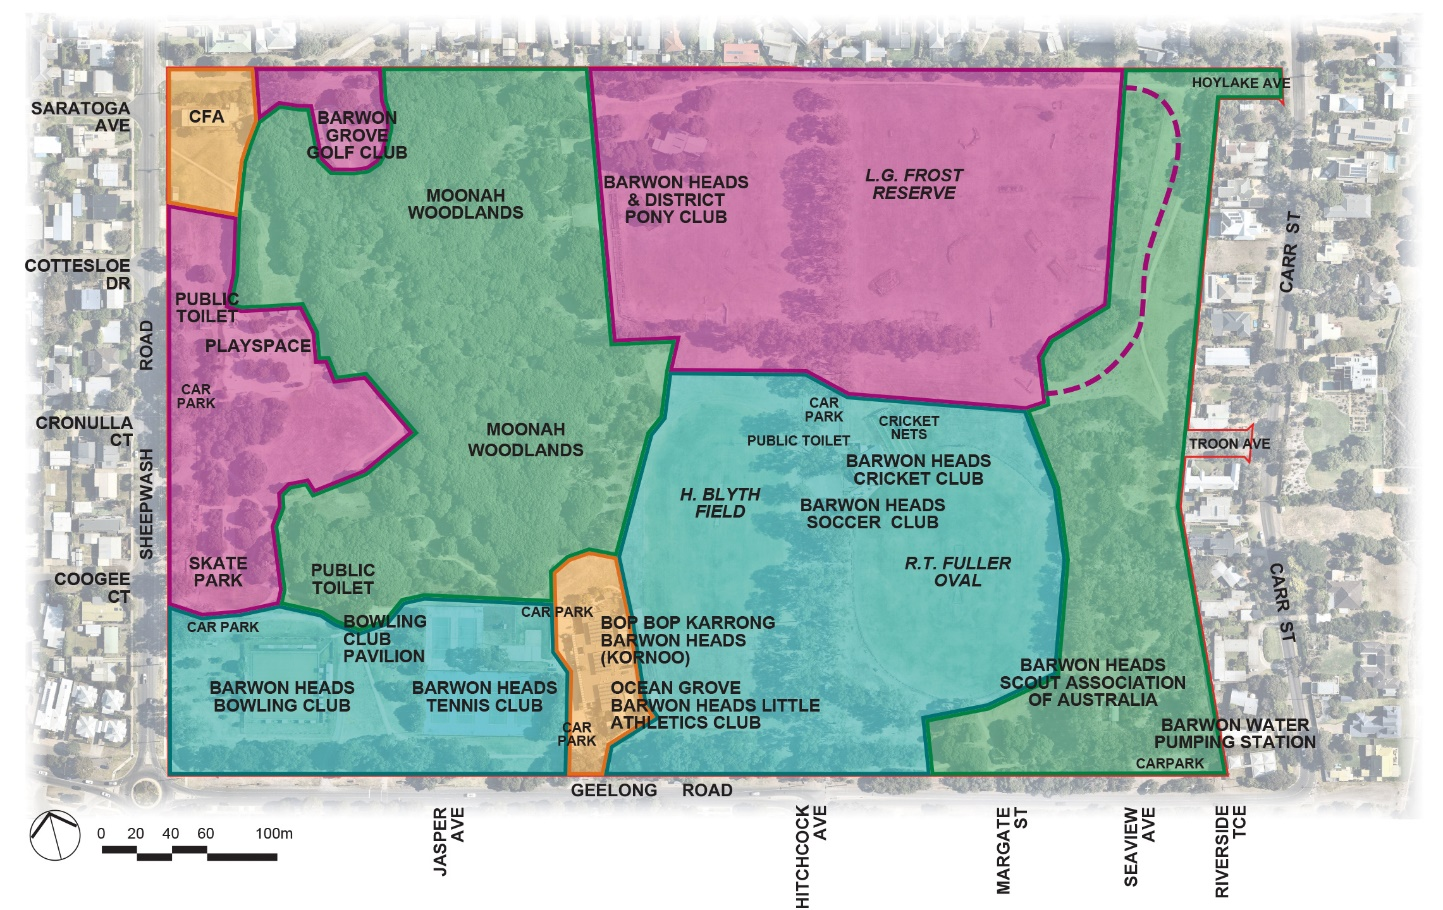 HOYLAKE AVE
SARATOGA
AVE
CFA
BARWON
GROVE
GOLF CLUB
MOONAH
WOODLANDS
BARWON HEADS
& DISTRICT
PONY CLUB
L.G. FROST
RESERVE
CARR ST
COTTESLOE
DR
PUBLIC
TOILET
PLAYSPACE
CAR
PARK
SHEEPWASH ROAD
CRONULLA
CT
MOONAH
WOODLANDS
CAR
PARK
PUBLIC TOILET
CRICKET
NETS
BARWON HEADS
CRICKET CLUB
BARWON HEADS
SOCCER CLUB
H. BLYTH
FIELD
TROON AVE
R.T. FULLER
OVAL
CARR ST
COOGEE
CT
SKATE
PARK
PUBLIC
TOILET
CAR PARK
BOWLING
CLUB
PAVILION
CAR PARK
BOP BOP KARRONG
BARWON HEADS
(KORNOO)
BARWON HEADS
BOWLING CLUB
BARWON HEADS
TENNIS CLUB
OCEAN GROVE
BARWON HEADS LITTLE
ATHLETICS CLUB
CAR
PARK
BARWON HEADS
SCOUT ASSOCIATION
OF AUSTRALIA
BARWON WATER
PUMPING STATION
CARPARK
GEELONG ROAD
0 20 40 60 100m
JASPER
AVE
HITCHCOCK
AVE
MARGATE
ST
SEAVIEW
AVE
RIVERSIDE
TCE